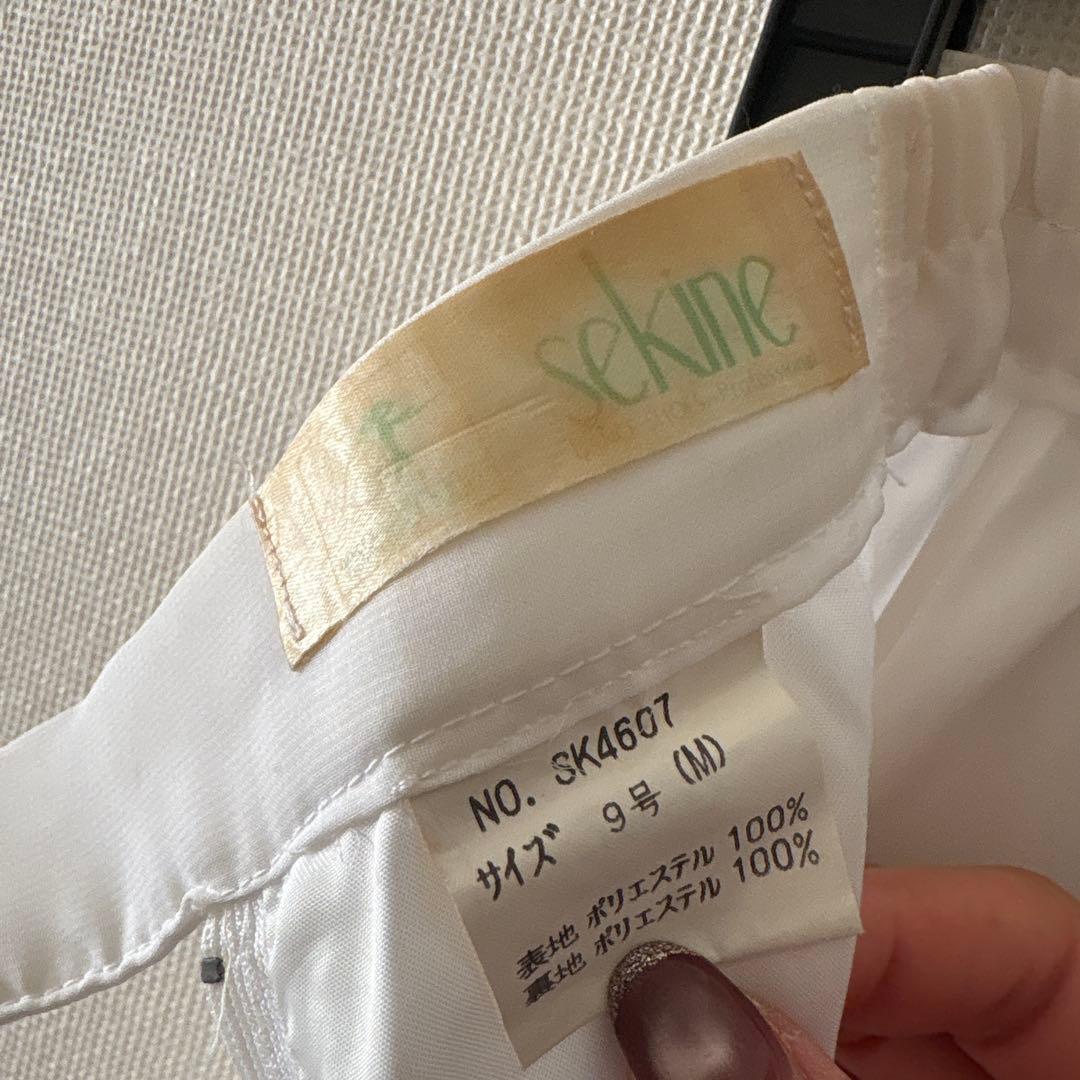 sekine
Professional
NO. SK4607
サイズ 9号 (M)
表地 ポリエステル 100%
裏地 ポリエステル 100%